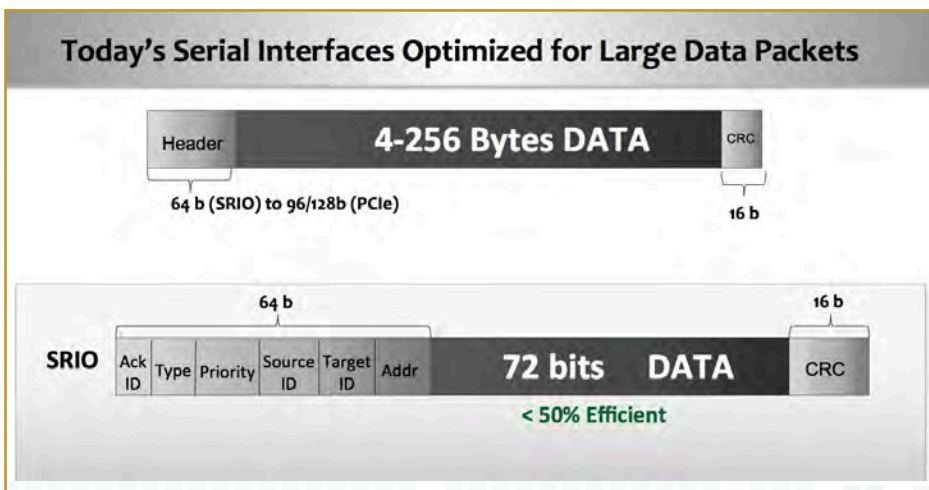 Today's Serial Interfaces Optimized for Large Data Packets
Header
4-256 Bytes DATA
CRC
64 b (SRIO) to 96/128b (PCIe)
16 b
64 b
16 b
SRIO
Ack ID
Type
Priority
Source ID
Target ID
Addr
72 bits DATA
CRC
< 50% Efficient